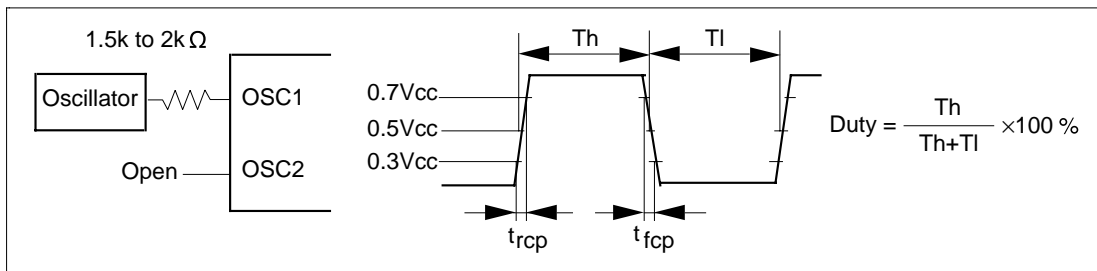 1.5k to 2k Ω
Oscillator
OSC1
OSC2
Open
Th
Tl
0.7Vcc
0.5Vcc
0.3Vcc
trcp
tfcp
Duty = Th / Th+Tl ×100 %